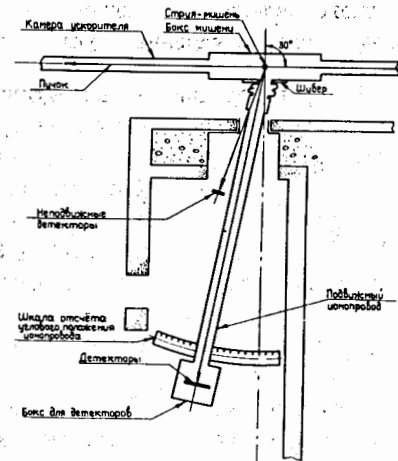 Струя-мишень
Камера ускорителя
Бокс мишени
30°
Пучок
Шибер
Неподвижные
детекторы
Шкала отсчёта
углового положения
ионопровода
Подвижный
ионопровод
Детекторы
Бокс для детекторов